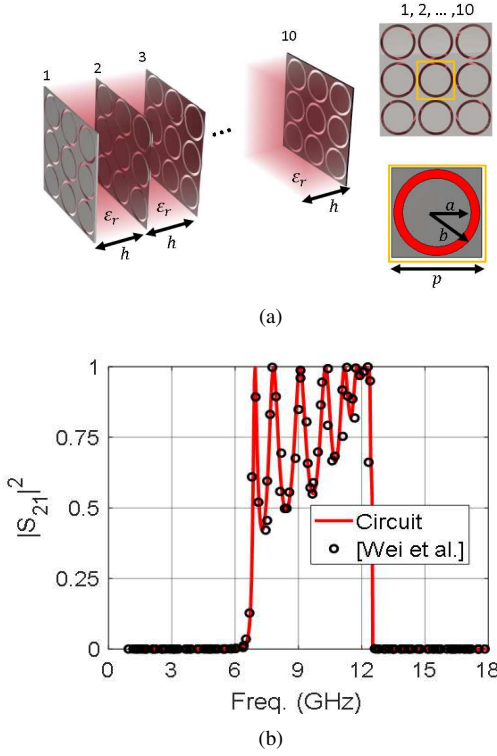 1
2
3
10
1, 2, ... ,10
...
εr
εr
εr
h
h
h
a
b
p
(a)
1
0.75
0.5
0.25
0
|S21|²
Circuit
[Wei et al.]
0 3 6 9 12 15 18
Freq. (GHz)
(b)